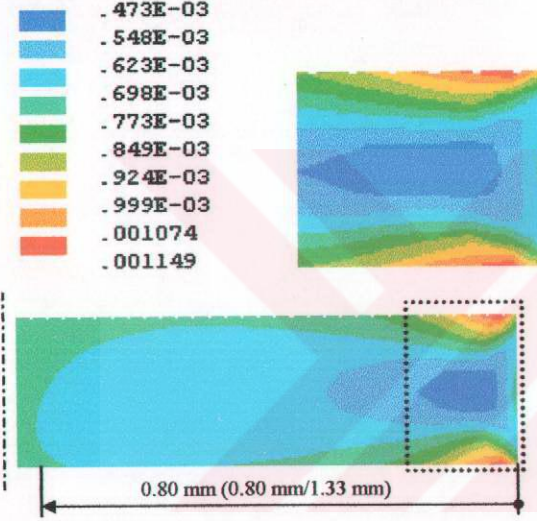 .473E-03
.548E-03
.623E-03
.698E-03
.773E-03
.849E-03
.924E-03
.999E-03
.001074
.001149
0.80 mm (0.80 mm/1.33 mm)